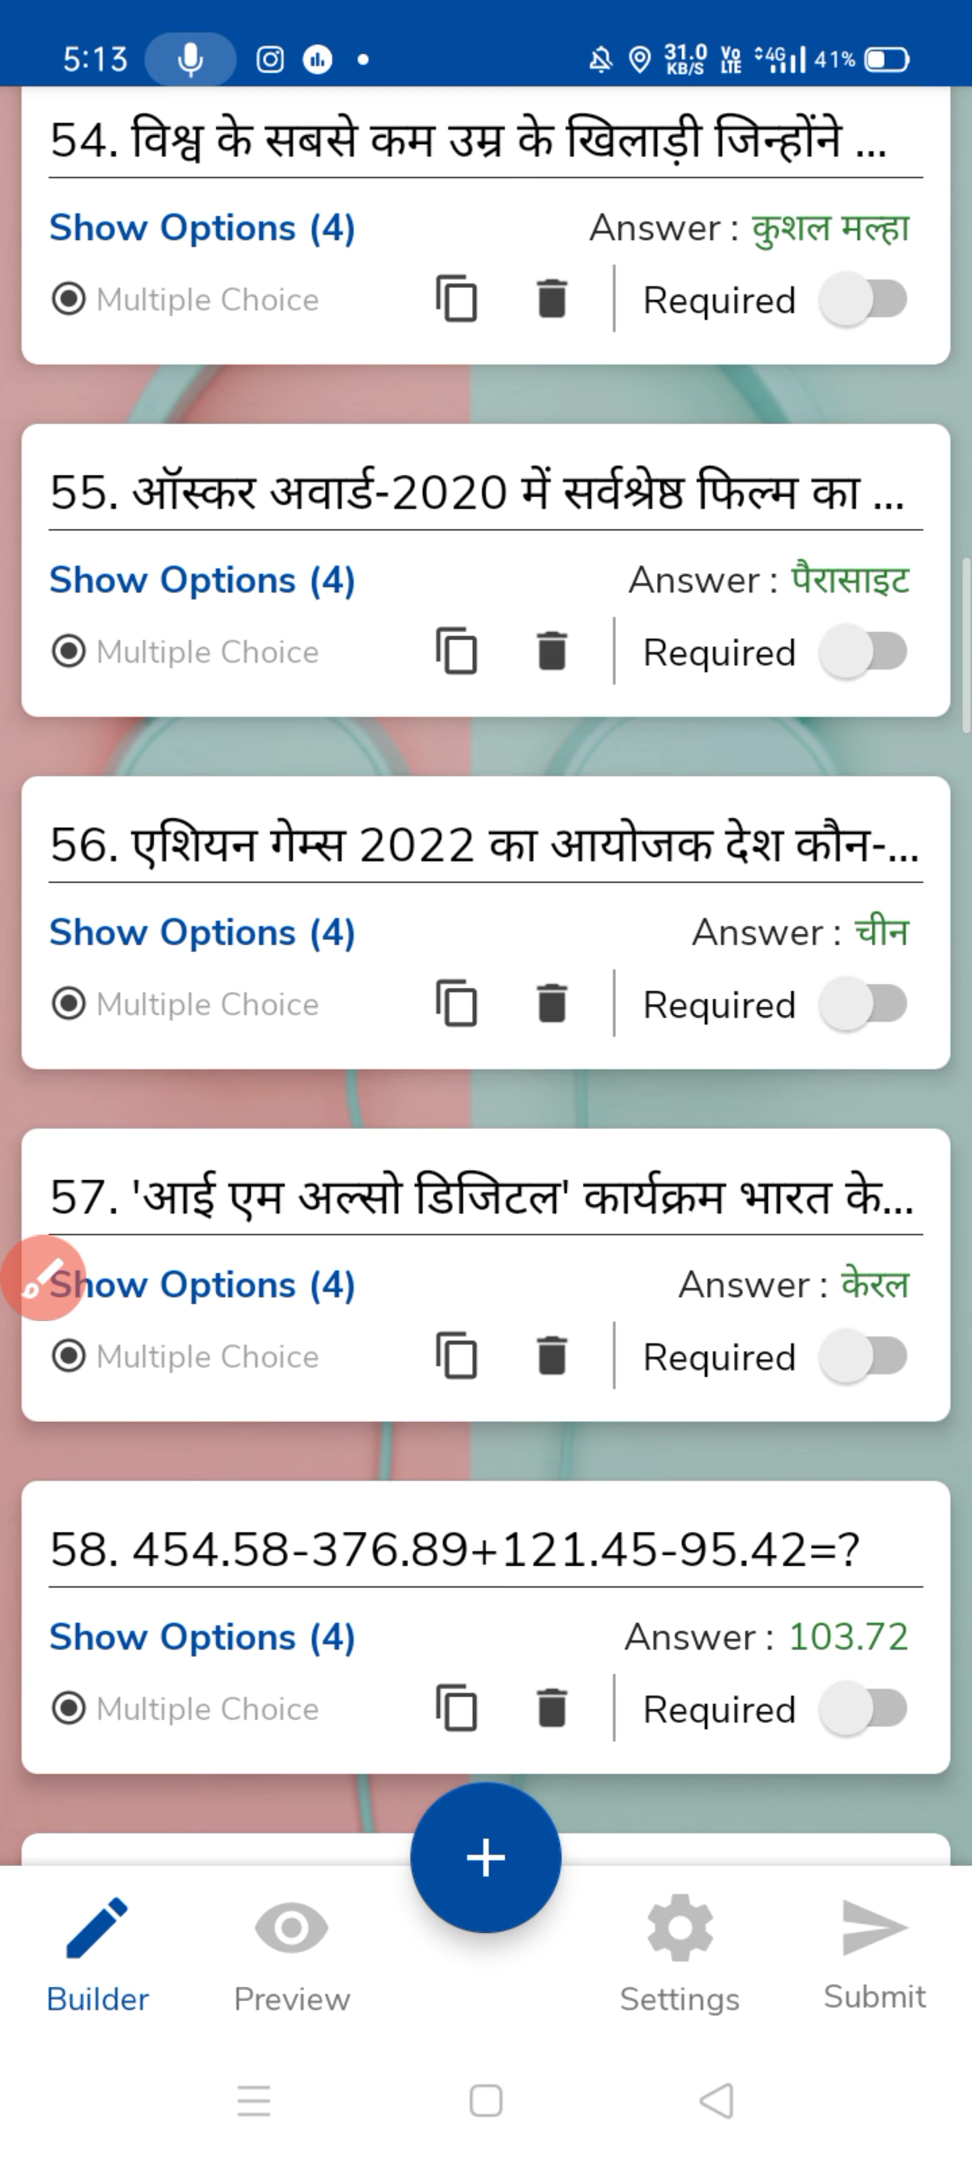 5:13 31.0 KB/S Vo LTE 4G 41%
54. विश्व के सबसे कम उम्र के खिलाड़ी जिन्होंने ...
Show Options (4) Answer : कुशल मल्हा
Multiple Choice Required
55. ऑस्कर अवार्ड-2020 में सर्वश्रेष्ठ फिल्म का ...
Show Options (4) Answer : पैरासाइट
Multiple Choice Required
56. एशियन गेम्स 2022 का आयोजक देश कौन-...
Show Options (4) Answer : चीन
Multiple Choice Required
57. 'आई एम अल्सो डिजिटल' कार्यक्रम भारत के...
Show Options (4) Answer : केरल
Multiple Choice Required
58. 454.58-376.89+121.45-95.42=?
Show Options (4) Answer : 103.72
Multiple Choice Required
Builder Preview Settings Submit